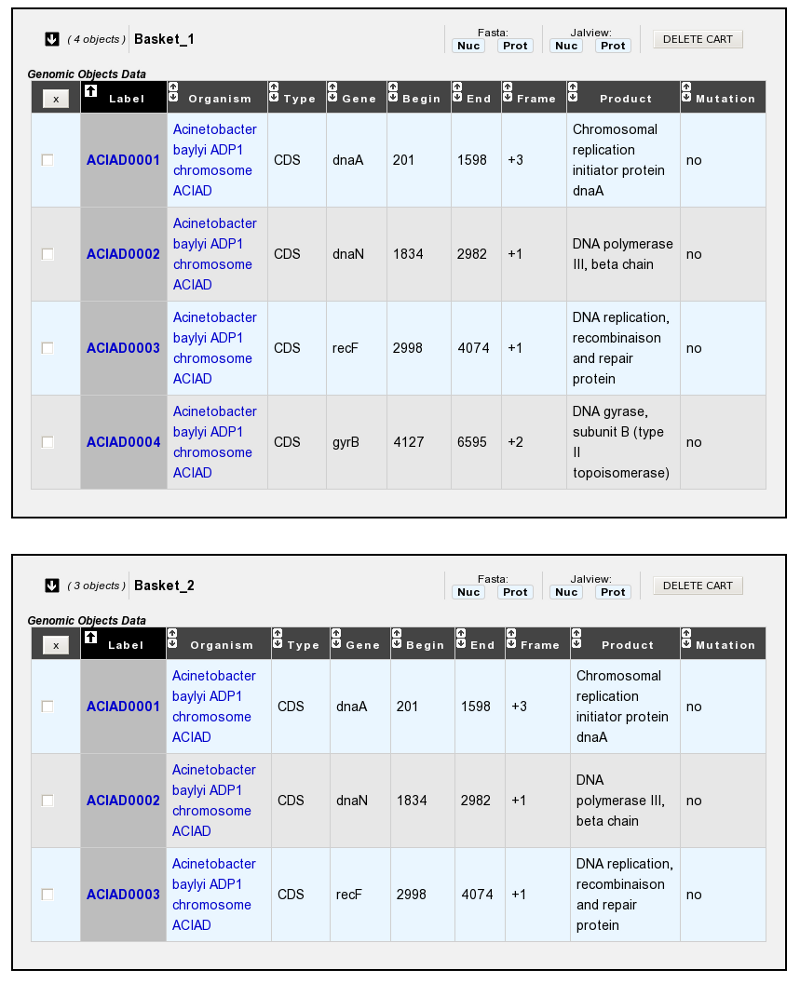 ( 4 objects ) Basket_1 Fasta: Jalview: DELETE CART
Nuc Prot Nuc Prot
Genomic Objects Data
x Label Organism Type Gene Begin End Frame Product Mutation
ACIAD0001 Acinetobacter baylyi ADP1 chromosome ACIAD CDS dnaA 201 1598 +3 Chromosomal replication initiator protein dnaA no
ACIAD0002 Acinetobacter baylyi ADP1 chromosome ACIAD CDS dnaN 1834 2982 +1 DNA polymerase III, beta chain no
ACIAD0003 Acinetobacter baylyi ADP1 chromosome ACIAD CDS recF 2998 4074 +1 DNA replication, recombinaison and repair protein no
ACIAD0004 Acinetobacter baylyi ADP1 chromosome ACIAD CDS gyrB 4127 6595 +2 DNA gyrase, subunit B (type II topoisomerase) no
( 3 objects ) Basket_2 Fasta: Jalview: DELETE CART
Nuc Prot Nuc Prot
Genomic Objects Data
x Label Organism Type Gene Begin End Frame Product Mutation
ACIAD0001 Acinetobacter baylyi ADP1 chromosome ACIAD CDS dnaA 201 1598 +3 Chromosomal replication initiator protein dnaA no
ACIAD0002 Acinetobacter baylyi ADP1 chromosome ACIAD CDS dnaN 1834 2982 +1 DNA polymerase III, beta chain no
ACIAD0003 Acinetobacter baylyi ADP1 chromosome ACIAD CDS recF 2998 4074 +1 DNA replication, recombinaison and repair protein no